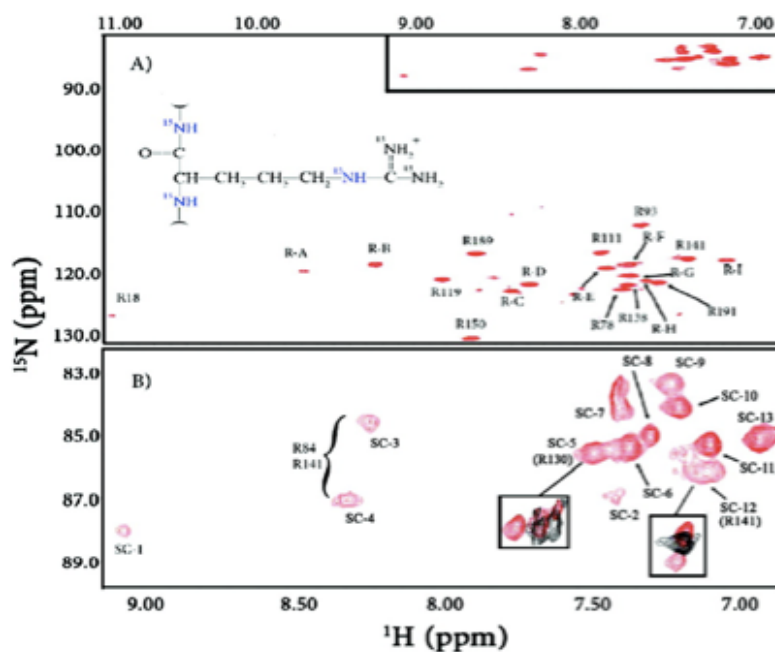 11.00 10.00 9.00 8.00 7.00
A)
90.0
100.0
110.0
120.0
130.0
15NH
O C
CH CH2 CH2 CH2 15NH C 15NH2
15NH2+
15NH
R93
R-F
R111
R189
R181
R-B
R-A
R-D
R-G
R-I
R119
R-C
R-E
R18
R150
R78
R158
R-H
R191
15N (ppm)
B)
83.0
85.0
87.0
89.0
SC-8
SC-9
SC-10
SC-7
SC-13
SC-3
R84
R141
SC-5
(R130)
SC-11
SC-4
SC-6
SC-2
SC-12
(R141)
SC-1
9.00 8.50 8.00 7.50 7.00
1H (ppm)